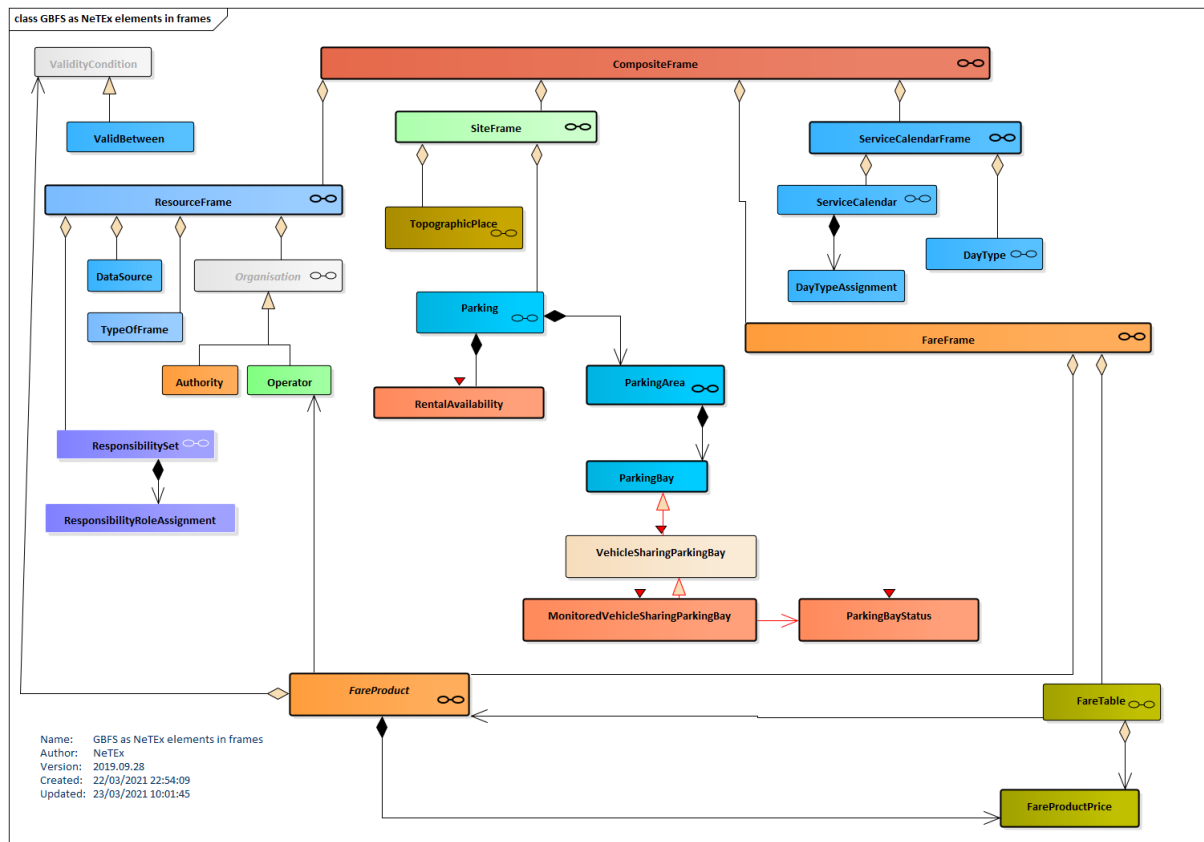 class GBFS as NeTEx elements in frames
ValidityCondition
CompositeFrame
ValidBetween
SiteFrame
ServiceCalendarFrame
ResourceFrame
ServiceCalendar
TopographicPlace
DayType
DataSource
Organisation
DayTypeAssignment
Parking
TypeOfFrame
FareFrame
Authority
Operator
ParkingArea
RentalAvailability
ResponsibilitySet
ParkingBay
ResponsibilityRoleAssignment
VehicleSharingParkingBay
MonitoredVehicleSharingParkingBay
ParkingBayStatus
FareProduct
FareTable
Name: GBFS as NeTEx elements in frames
Author: NeTEx
Version: 2019.09.28
Created: 22/03/2021 22:54:09
Updated: 23/03/2021 10:01:45
FareProductPrice